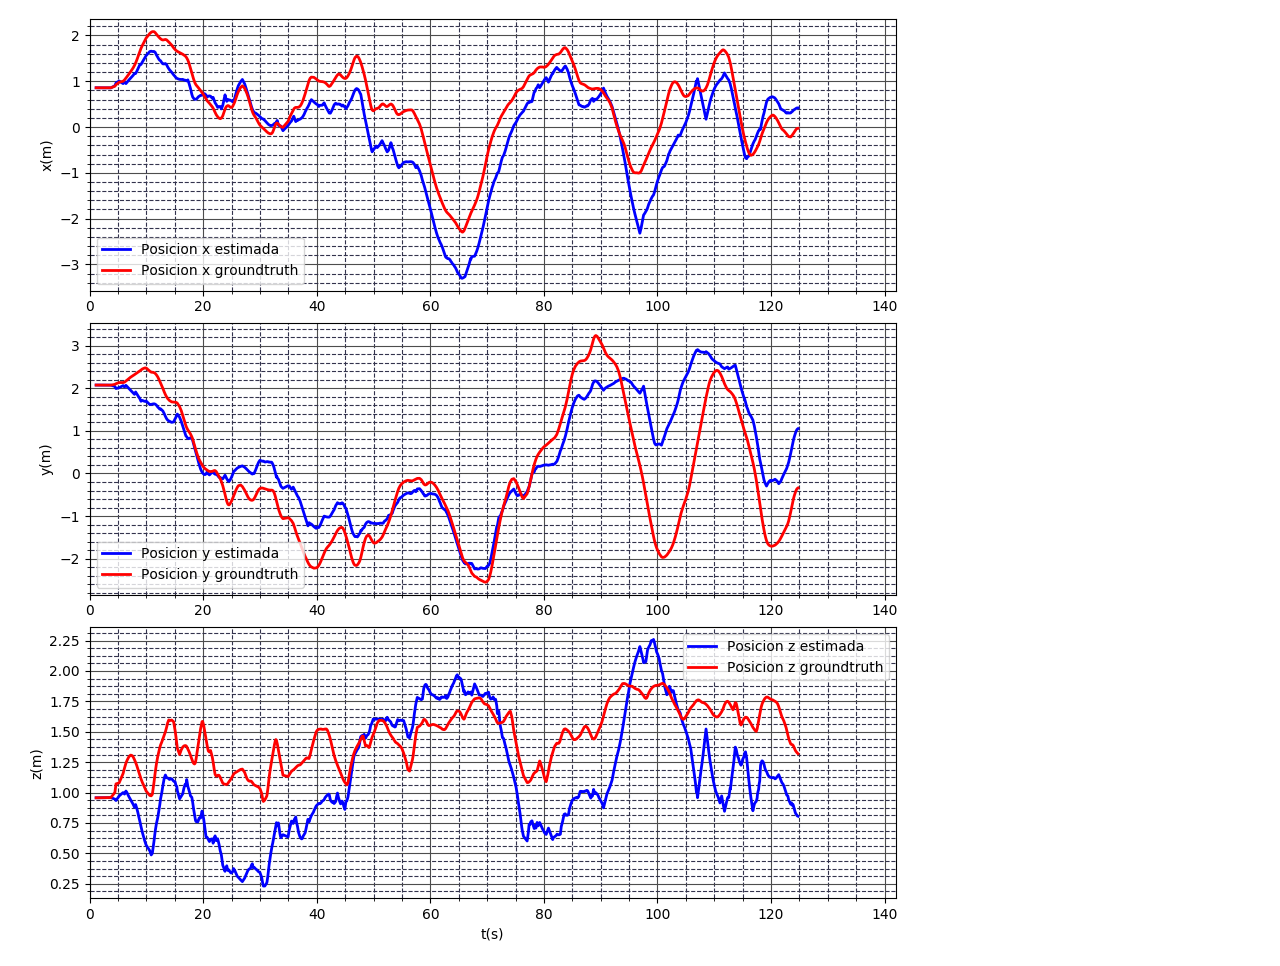 2
1
0
−1
−2
−3
x(m)
Posicion x estimada
Posicion x groundtruth
0 20 40 60 80 100 120 140
3
2
1
0
−1
−2
y(m)
Posicion y estimada
Posicion y groundtruth
0 20 40 60 80 100 120 140
2.25
2.00
1.75
1.50
1.25
1.00
0.75
0.50
0.25
z(m)
Posicion z estimada
Posicion z groundtruth
0 20 40 60 80 100 120 140
t(s)